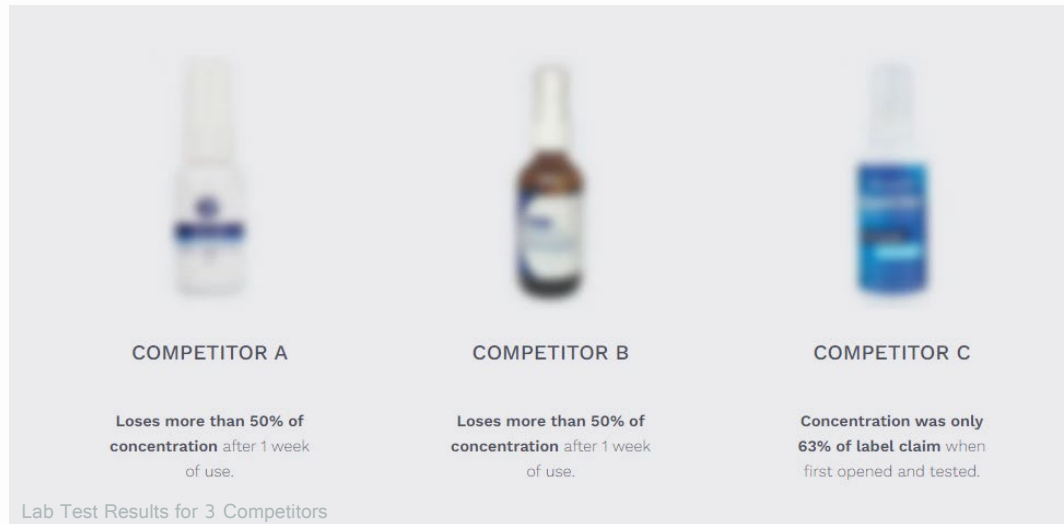 COMPETITOR A
Loses more than 50% of
concentration after 1 week
of use.
COMPETITOR B
Loses more than 50% of
concentration after 1 week
of use.
COMPETITOR C
Concentration was only
63% of label claim when
first opened and tested.
Lab Test Results for 3 Competitors